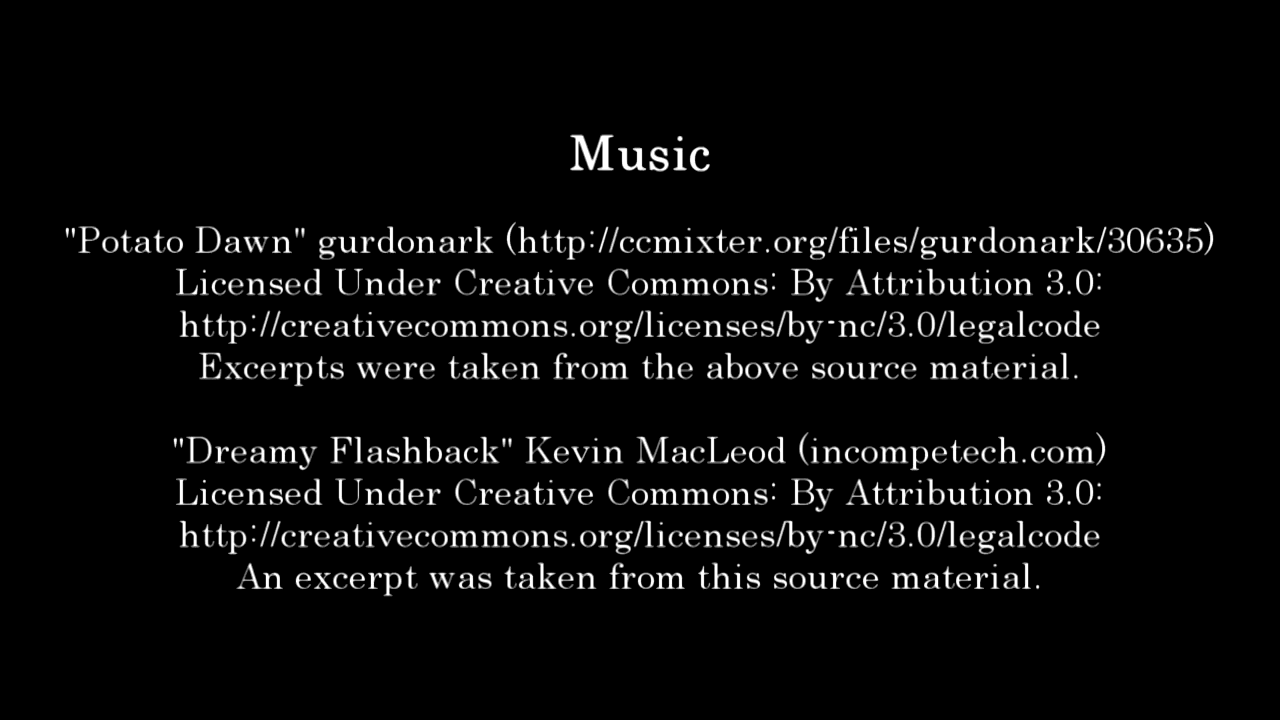 Music
"Potato Dawn" gurdonark (http://ccmixter.org/files/gurdonark/30635)
Licensed Under Creative Commons: By Attribution 3.0:
http://creativecommons.org/licenses/by-nc/3.0/legalcode
Excerpts were taken from the above source material.
"Dreamy Flashback" Kevin MacLeod (incompetech.com)
Licensed Under Creative Commons: By Attribution 3.0:
http://creativecommons.org/licenses/by-nc/3.0/legalcode
An excerpt was taken from this source material.